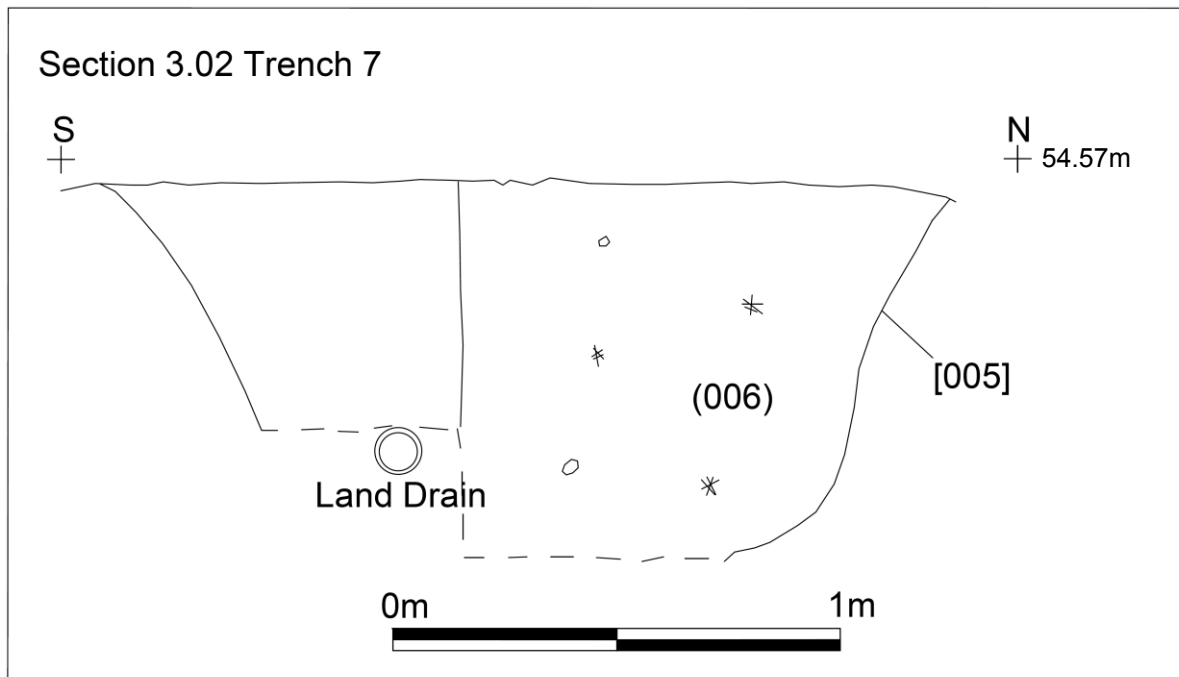 Section 3.02 Trench 7
S
N
54.57m
[005]
(006)
Land Drain
0m
1m